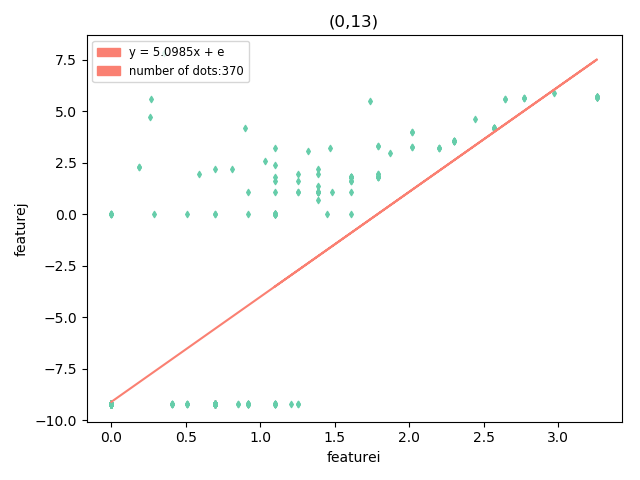 (0,13)
y = 5.0985x + e
number of dots:370
7.5
5.0
2.5
0.0
−2.5
−5.0
−7.5
−10.0
featurej
0.0 0.5 1.0 1.5 2.0 2.5 3.0
featurei